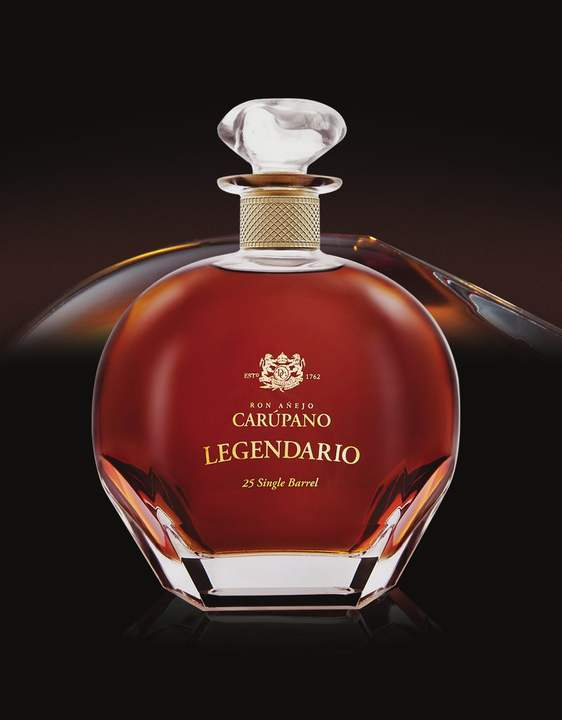 ESTD 1762
RON AÑEJO
CARÚPANO
LEGENDARIO
25 Single Barrel